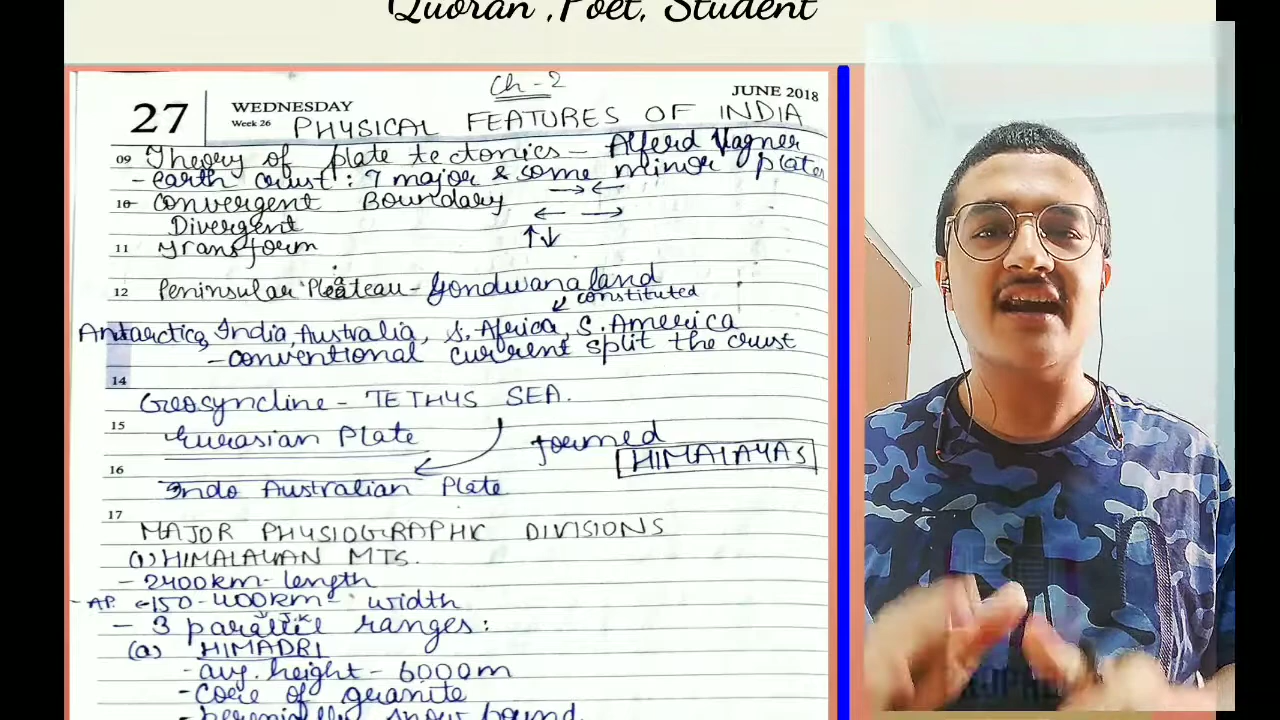 Quoran ,Poet, Student
Ch-2
27 WEDNESDAY JUNE 2018
Week 26 PHYSICAL FEATURES OF INDIA
09 Theory of plate tectonics - Alferd Vagner
- earth crust : 7 major & some minor plates
10 Convergent Boundary →←
Divergent ← →
11 Transform ↑↓
12 Peninsular Plateau - Gondwanaland
constituted
Antarctica, India, Australia, S. Africa, S. America
- conventional current split the crust
14
Geosyncline - TETHYS SEA.
15
Eurasian Plate formed
HIMALAYAS
16
Indo Australian Plate
17
MAJOR PHYSIOGRAPHIC DIVISIONS
(1) HIMALAYAN MTS.
- 2400km- length
- AP. 150-400km- width
J.K
- 3 parallel ranges:
(a) HIMADRI
- avg. height - 6000m
- core of granite
- perenially snow bound